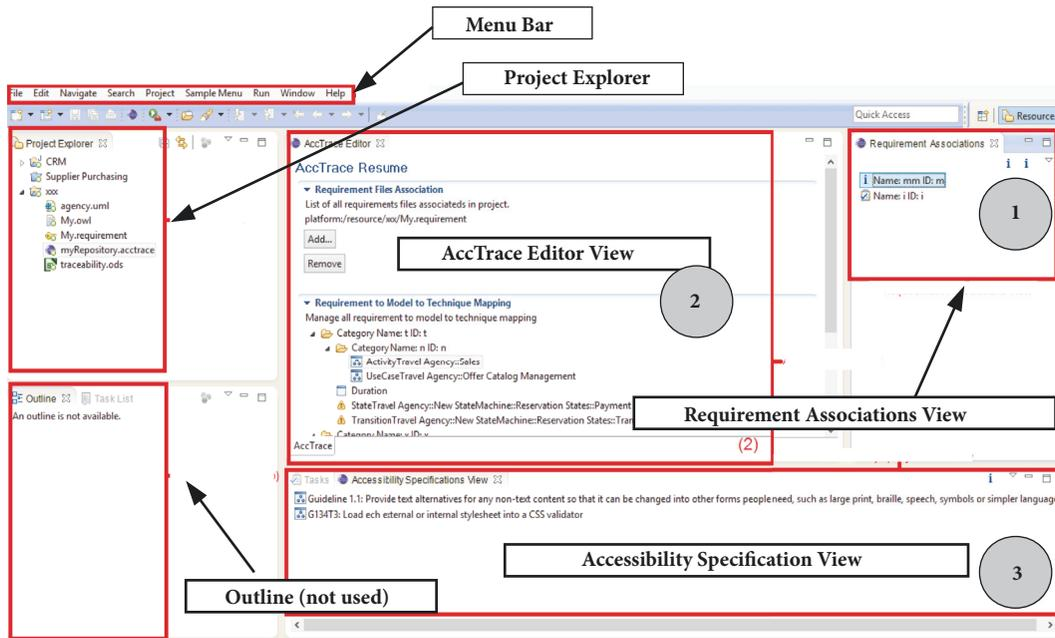 Menu Bar
Project Explorer
File Edit Navigate Search Project Sample Menu Run Window Help
Quick Access
Resource
Project Explorer
CRM
Supplier Purchasing
xxx
agency.uml
My.owl
My.requirement
myRepository.acctrace
traceability.ods
AccTrace Editor
AccTrace Resume
Requirement Files Association
List of all requirements files associateds in project.
platform:/resource/xx/My.requirement
Add...
Remove
AccTrace Editor View
2
Requirement to Model to Technique Mapping
Manage all requirement to model to technique mapping
Category Name: t ID: t
Category Name: n ID: n
ActivityTravel Agency::Sales
UseCaseTravel Agency::Offer Catalog Management
Duration
StateTravel Agency::New StateMachine::Reservation States::Payment
TransitionTravel Agency::New StateMachine::Reservation States::Tran
Category Name: v ID: v
AccTrace
(2)
Requirement Associations
Name: mm ID: m
Name: i ID: i
1
Requirement Associations View
Outline Task List
An outline is not available.
Outline (not used)
Tasks Accessibility Specifications View
Guideline 1.1: Provide text alternatives for any non-text content so that it can be changed into other forms people need, such as large print, braille, speech, symbols or simpler language
G134T3: Load ech external or internal stylesheet into a CSS validator
Accessibility Specification View
3